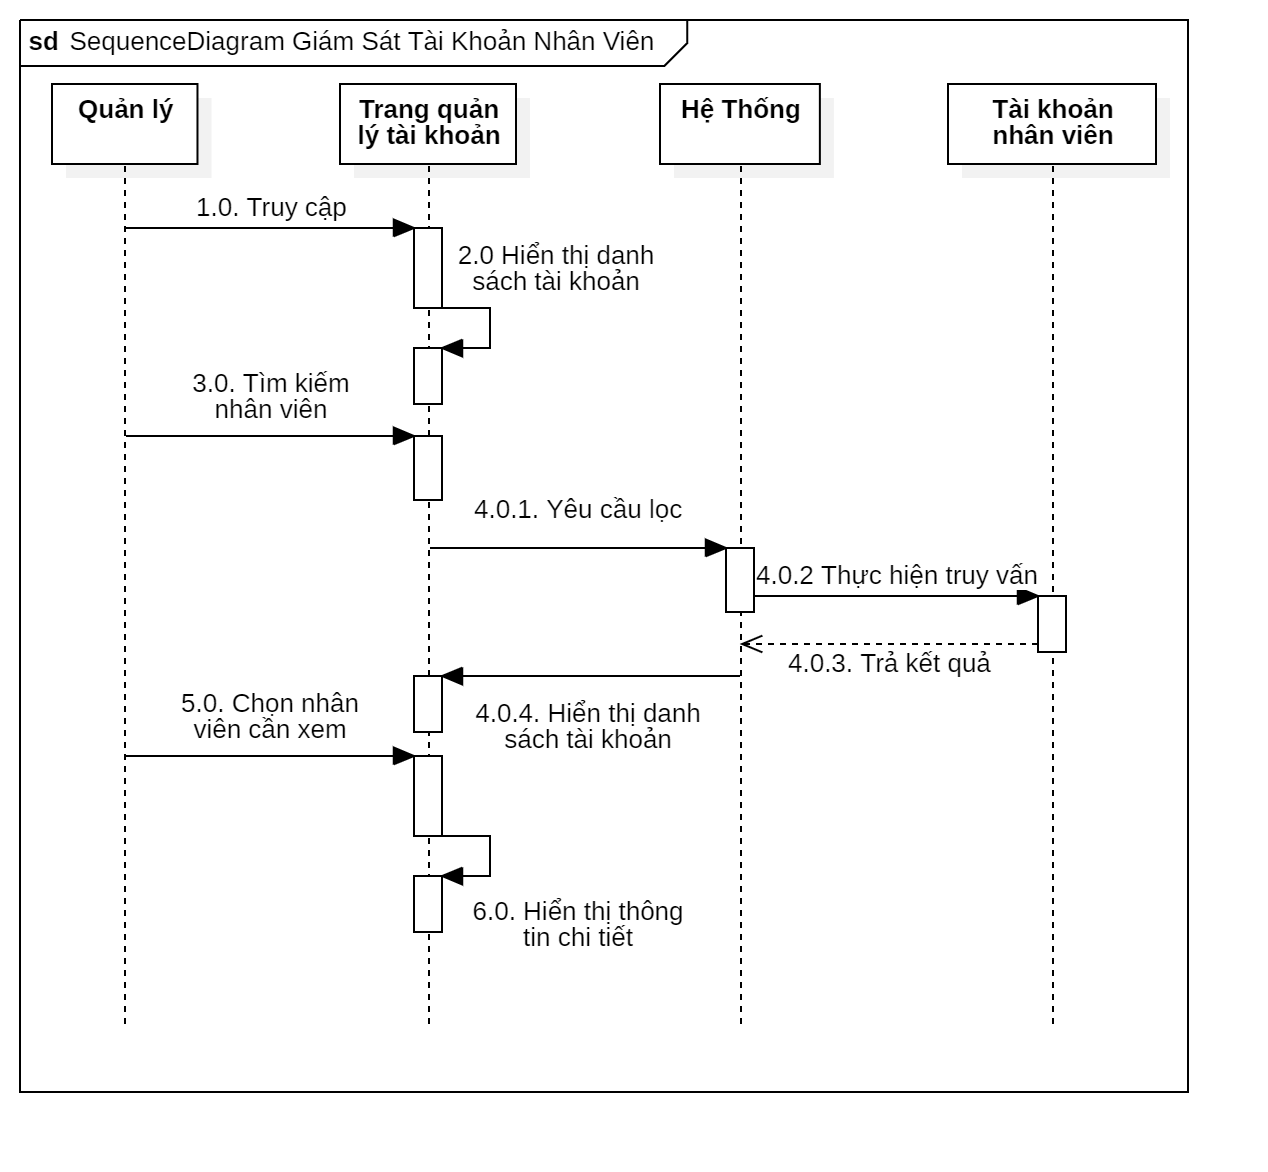 sd SequenceDiagram Giám Sát Tài Khoản Nhân Viên
Quản lý
Trang quản
lý tài khoản
Hệ Thống
Tài khoản
nhân viên
1.0. Truy cập
2.0 Hiển thị danh
sách tài khoản
3.0. Tìm kiếm
nhân viên
4.0.1. Yêu cầu lọc
4.0.2 Thực hiện truy vấn
4.0.3. Trả kết quả
4.0.4. Hiển thị danh
sách tài khoản
5.0. Chọn nhân
viên cần xem
6.0. Hiển thị thông
tin chi tiết